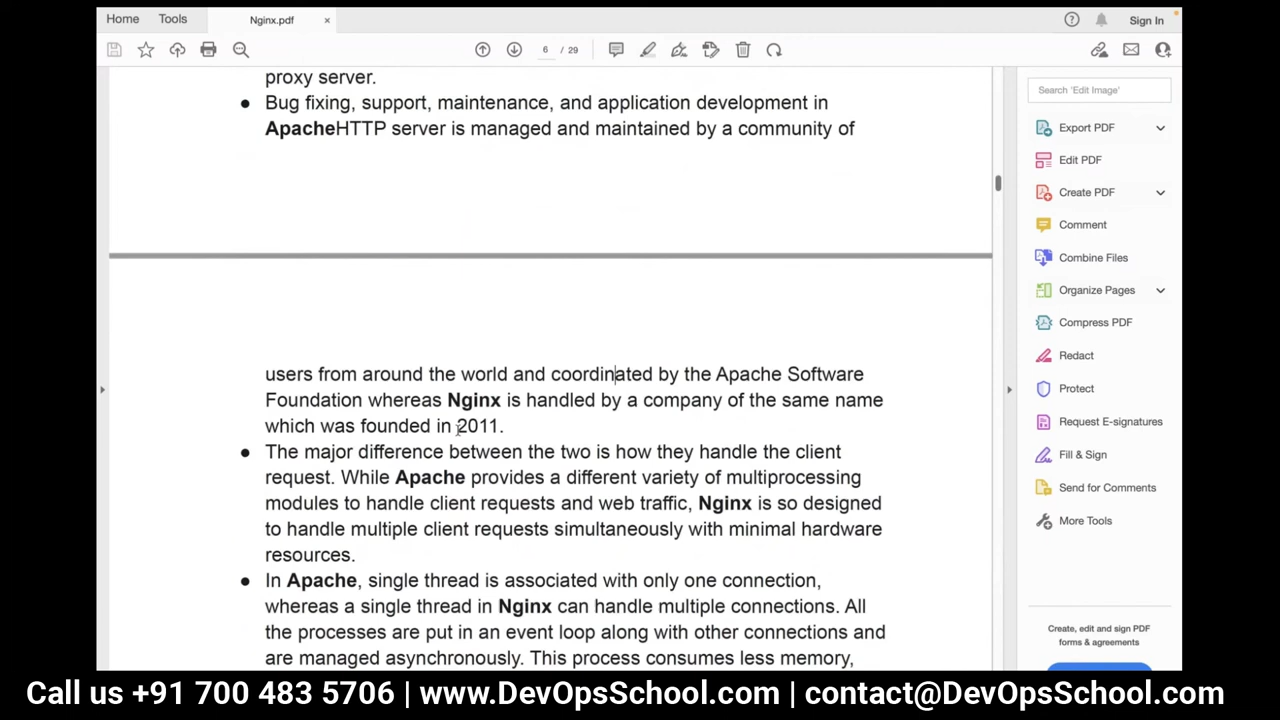 Home Tools Nginx.pdf × ? Sign In
6 / 29
proxy server.
● Bug fixing, support, maintenance, and application development in
ApacheHTTP server is managed and maintained by a community of
users from around the world and coordinated by the Apache Software
Foundation whereas Nginx is handled by a company of the same name
which was founded in 2011.
● The major difference between the two is how they handle the client
request. While Apache provides a different variety of multiprocessing
modules to handle client requests and web traffic, Nginx is so designed
to handle multiple client requests simultaneously with minimal hardware
resources.
● In Apache, single thread is associated with only one connection,
whereas a single thread in Nginx can handle multiple connections. All
the processes are put in an event loop along with other connections and
are managed asynchronously. This process consumes less memory,
Search 'Edit Image'
Export PDF
Edit PDF
Create PDF
Comment
Combine Files
Organize Pages
Compress PDF
Redact
Protect
Request E-signatures
Fill & Sign
Send for Comments
More Tools
Create, edit and sign PDF
forms & agreements
Call us +91 700 483 5706 | www.DevOpsSchool.com | contact@DevOpsSchool.com